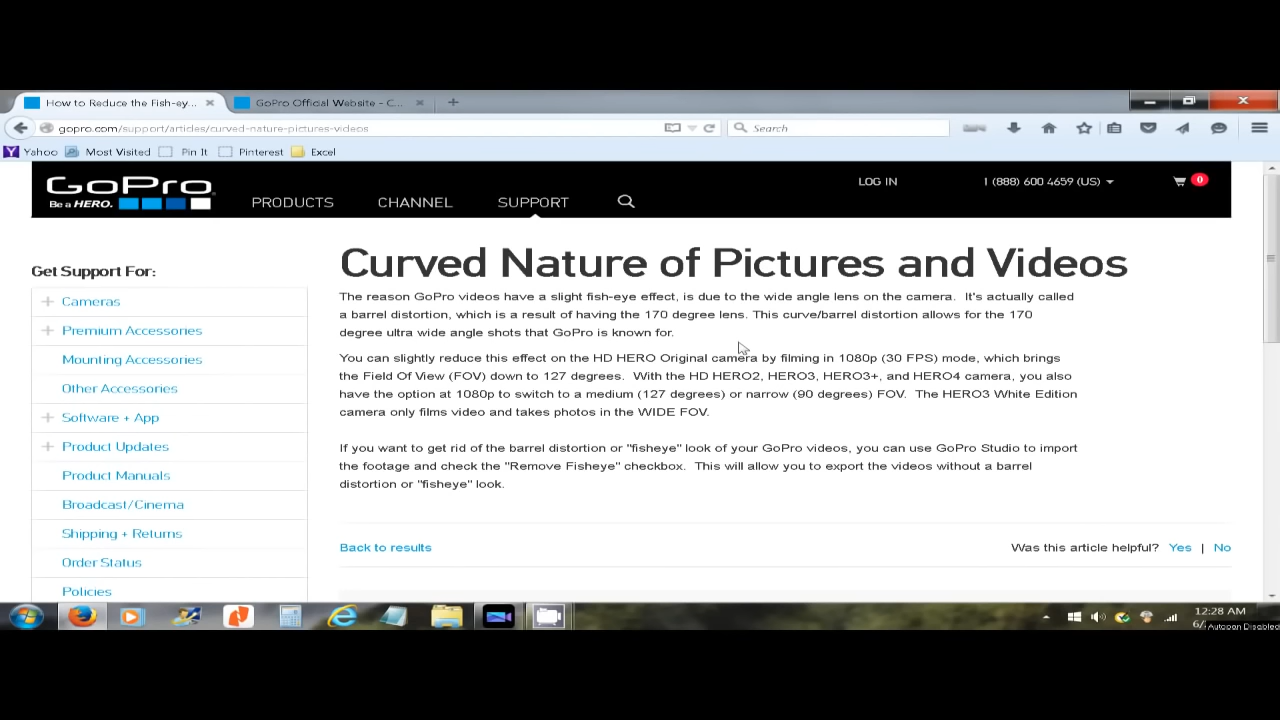 How to Reduce the Fish-ey...
GoPro Official Website - C...
gopro.com/support/articles/curved-nature-pictures-videos
Search
Yahoo
Most Visited
Pin It
Pinterest
Excel
GoPro
Be a HERO.
PRODUCTS
CHANNEL
SUPPORT
LOG IN
1 (888) 600 4659 (US)
0
Get Support For:
Cameras
Premium Accessories
Mounting Accessories
Other Accessories
Software + App
Product Updates
Product Manuals
Broadcast/Cinema
Shipping + Returns
Order Status
Policies
Curved Nature of Pictures and Videos
The reason GoPro videos have a slight fish-eye effect, is due to the wide angle lens on the camera. It's actually called
a barrel distortion, which is a result of having the 170 degree lens. This curve/barrel distortion allows for the 170
degree ultra wide angle shots that GoPro is known for.
You can slightly reduce this effect on the HD HERO Original camera by filming in 1080p (30 FPS) mode, which brings
the Field Of View (FOV) down to 127 degrees. With the HD HERO2, HERO3, HERO3+, and HERO4 camera, you also
have the option at 1080p to switch to a medium (127 degrees) or narrow (90 degrees) FOV. The HERO3 White Edition
camera only films video and takes photos in the WIDE FOV.
If you want to get rid of the barrel distortion or "fisheye" look of your GoPro videos, you can use GoPro Studio to import
the footage and check the "Remove Fisheye" checkbox. This will allow you to export the videos without a barrel
distortion or "fisheye" look.
Back to results
Was this article helpful? Yes | No
12:28 AM
6/
Autopan Disabled